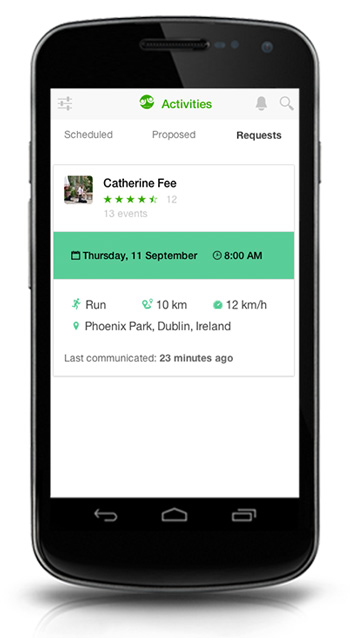 Activities
Scheduled Proposed Requests
Catherine Fee
12
13 events
Thursday, 11 September 8:00 AM
Run 10 km 12 km/h
Phoenix Park, Dublin, Ireland
Last communicated: 23 minutes ago